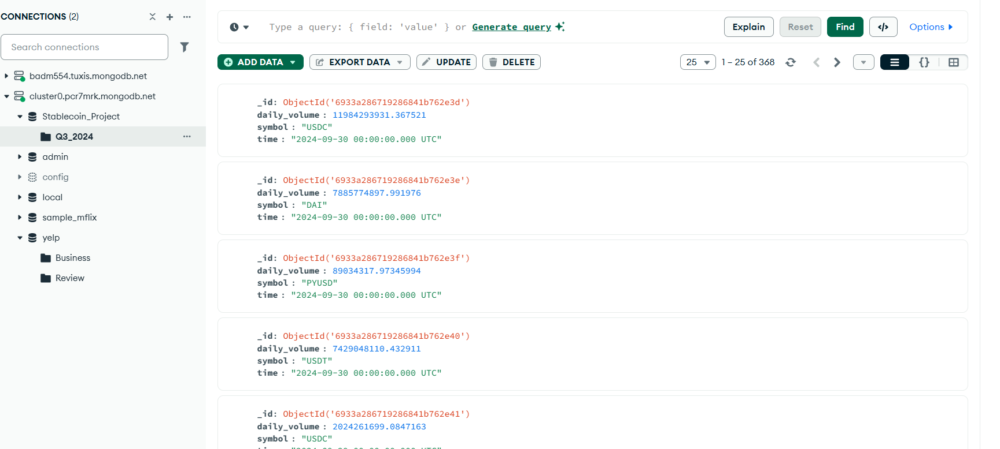 CONNECTIONS (2)
Search connections
badm554.tuxis.mongodb.net
cluster0.pcr7mrk.mongodb.net
Stablecoin_Project
Q3_2024
admin
config
local
sample_mflix
yelp
Business
Review
Type a query: { field: 'value' } or Generate query
Explain
Reset
Find
</>
Options
ADD DATA
EXPORT DATA
UPDATE
DELETE
25
1 – 25 of 368
{}
_id: ObjectId('6933a286719286841b762e3d')
daily_volume : 11984293931.367521
symbol : "USDC"
time : "2024-09-30 00:00:00.000 UTC"
_id: ObjectId('6933a286719286841b762e3e')
daily_volume : 7885774897.991976
symbol : "DAI"
time : "2024-09-30 00:00:00.000 UTC"
_id: ObjectId('6933a286719286841b762e3f')
daily_volume : 89034317.97345994
symbol : "PYUSD"
time : "2024-09-30 00:00:00.000 UTC"
_id: ObjectId('6933a286719286841b762e40')
daily_volume : 7429048110.432911
symbol : "USDT"
time : "2024-09-30 00:00:00.000 UTC"
_id: ObjectId('6933a286719286841b762e41')
daily_volume : 2024261699.0847163
symbol : "USDC"